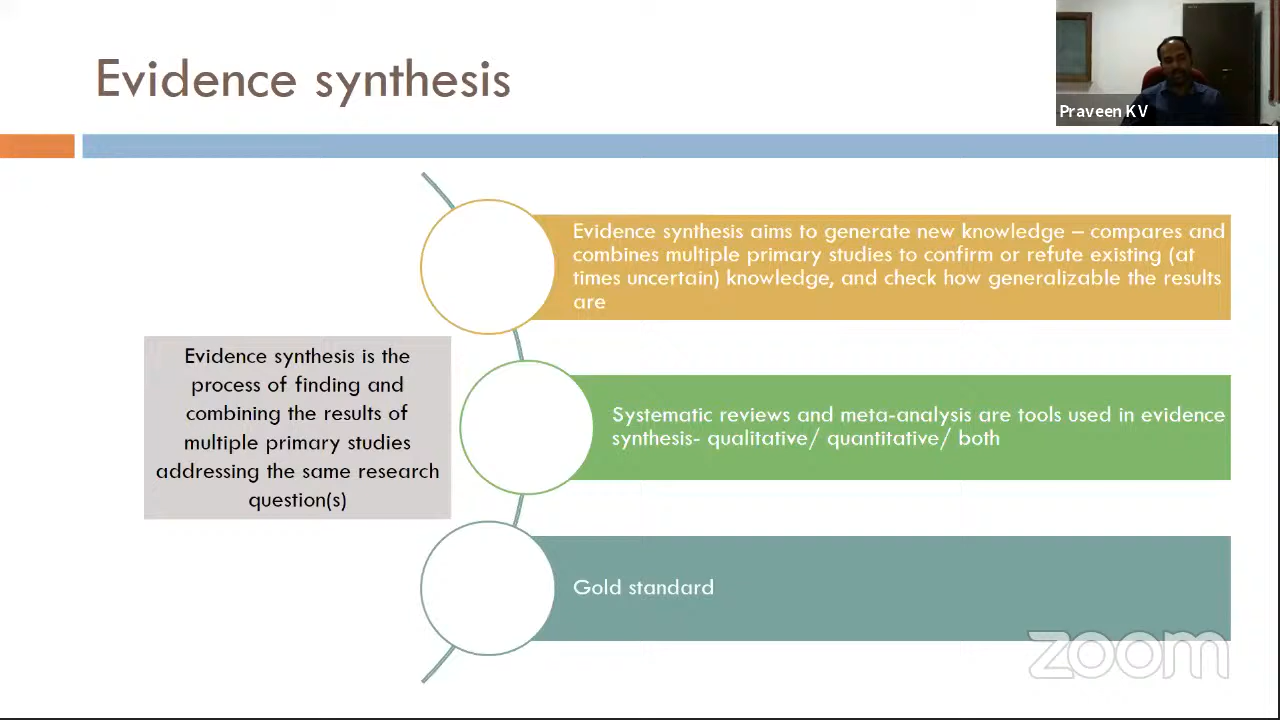 Evidence synthesis
Praveen KV
Evidence synthesis aims to generate new knowledge – compares and
combines multiple primary studies to confirm or refute existing (at
times uncertain) knowledge, and check how generalizable the results
are
Evidence synthesis is the
process of finding and
combining the results of
multiple primary studies
addressing the same research
question(s)
Systematic reviews and meta-analysis are tools used in evidence
synthesis- qualitative/ quantitative/ both
Gold standard
zoom